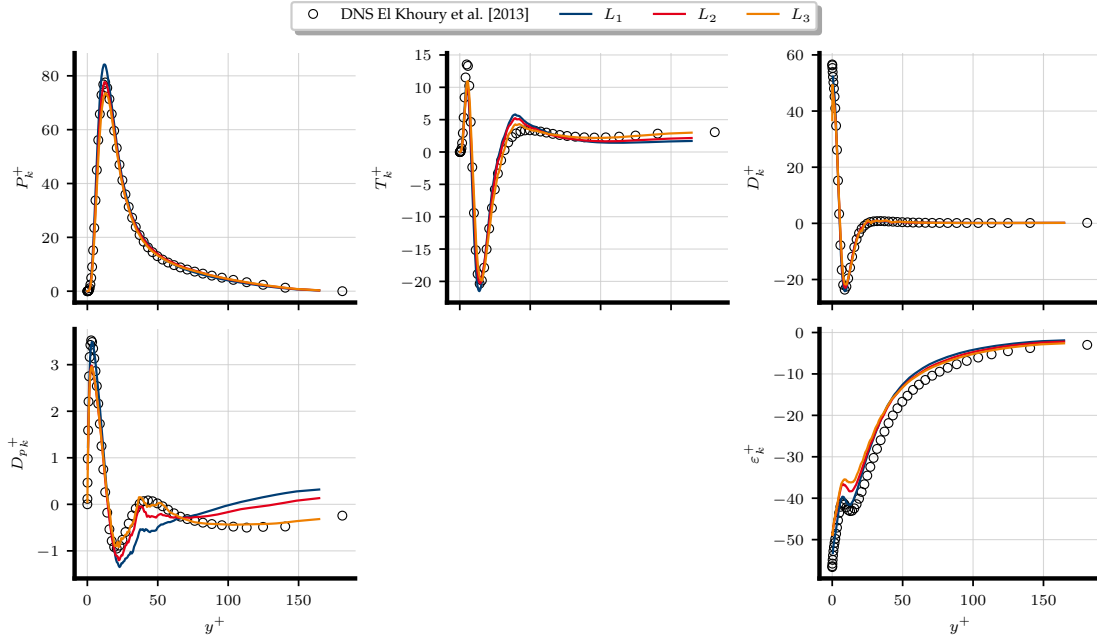 DNS El Khoury et al. [2013] L₁ L₂ L₃
80
60
40
20
0
P_k^+
15
10
5
0
−5
−10
−15
−20
T_k^+
60
40
20
0
−20
D_k^+
3
2
1
0
−1
D_{p_k}^+
0 50 100 150
y^+
0
−10
−20
−30
−40
−50
ε_k^+
0 50 100 150
y^+